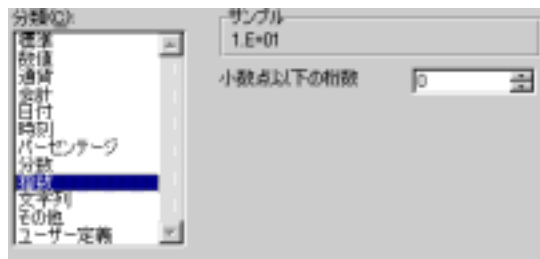 分類(C):
標準
数値
通貨
会計
日付
時刻
パーセンテージ
分数
指数
文字列
その他
ユーザー定義
サンプル
1.E+01
小数点以下の桁数
0